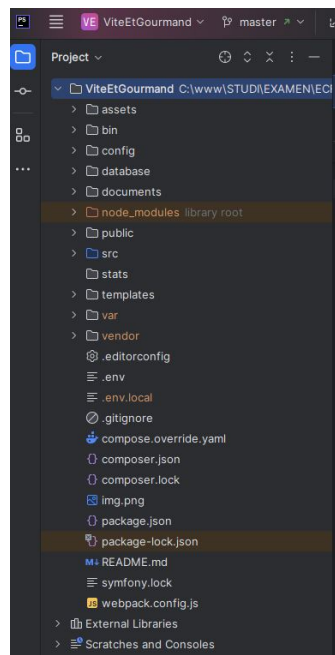 PS VE ViteEtGourmand master
Project
ViteEtGourmand C:\www\STUDI\EXAMEN\ECI
assets
bin
config
database
documents
node_modules library root
public
src
stats
templates
var
vendor
.editorconfig
.env
.env.local
.gitignore
compose.override.yaml
composer.json
composer.lock
img.png
package.json
package-lock.json
M↓ README.md
symfony.lock
JS webpack.config.js
External Libraries
Scratches and Consoles